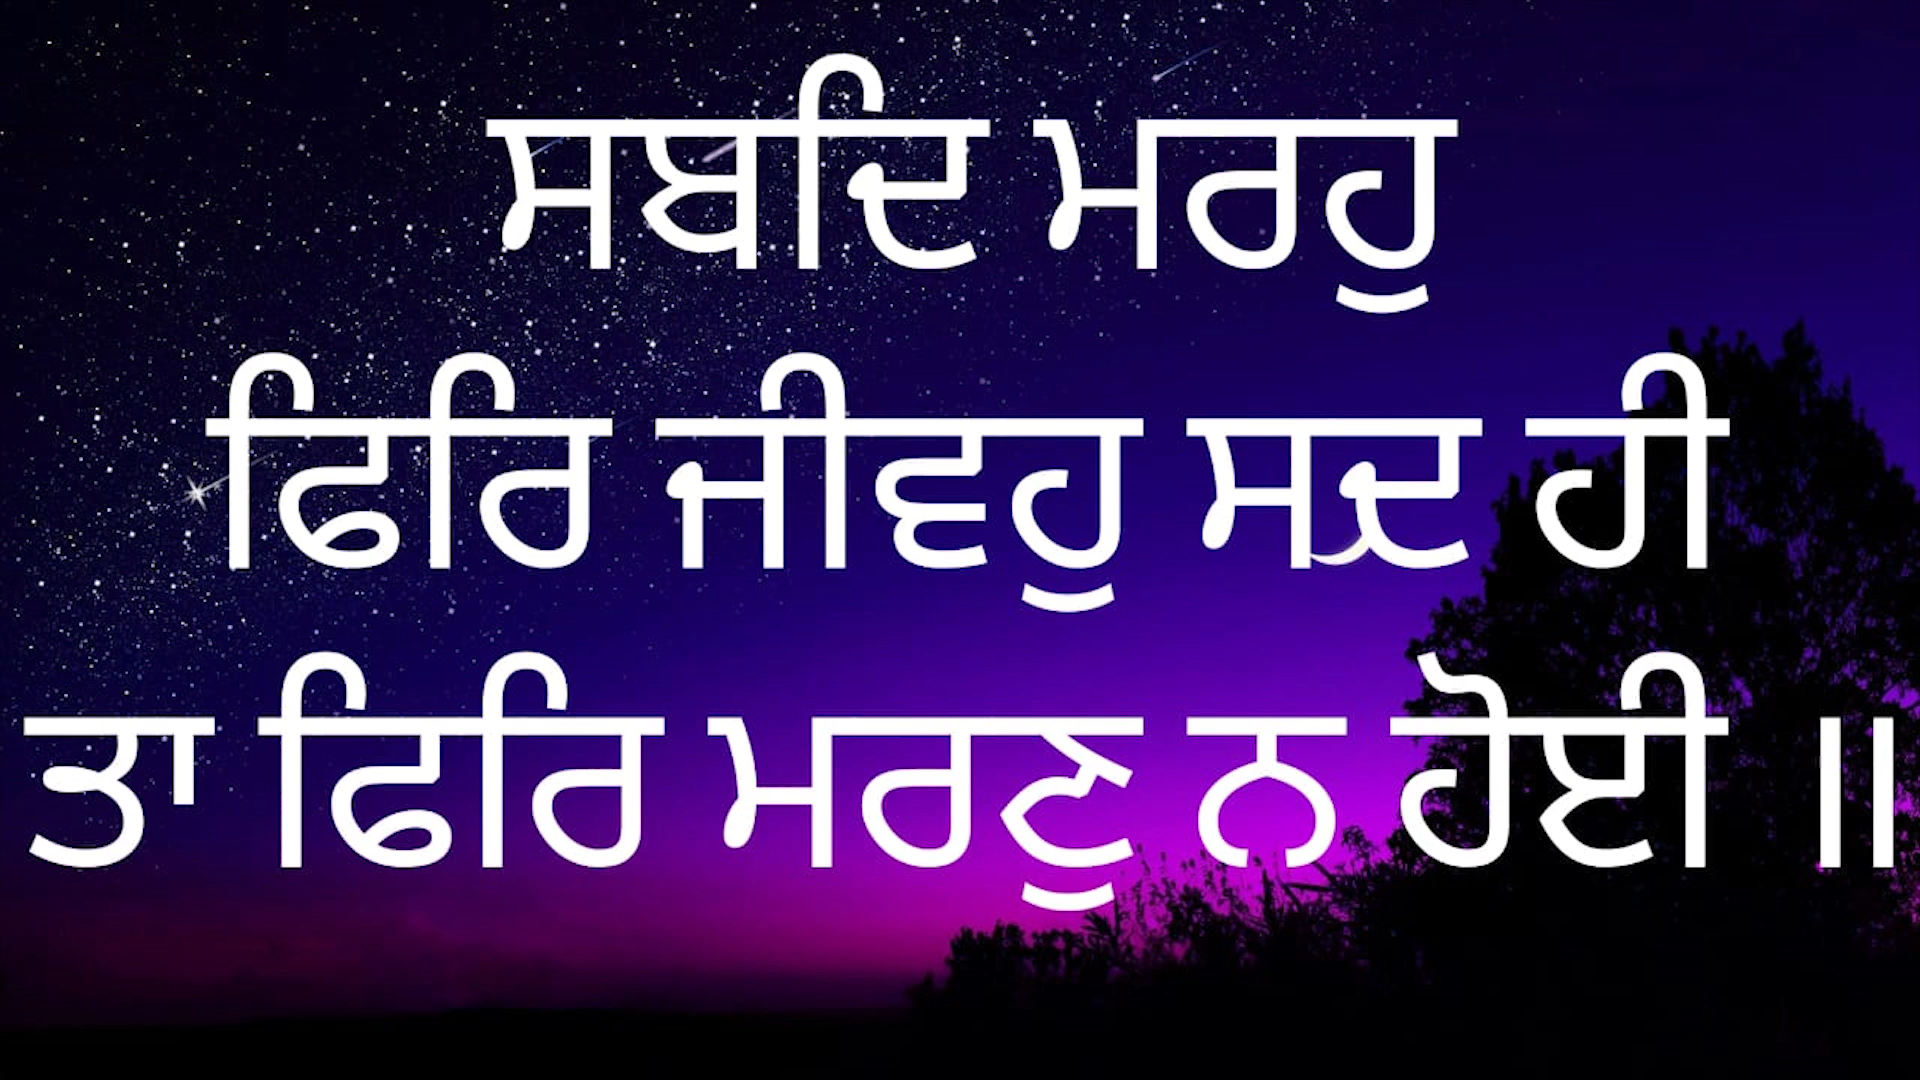 ਸਬਦਿ ਮਰਹੁ
ਫਿਰਿ ਜੀਵਹੁ ਸਦ ਹੀ
ਤਾ ਫਿਰਿ ਮਰਣੁ ਨ ਹੋਈ ॥